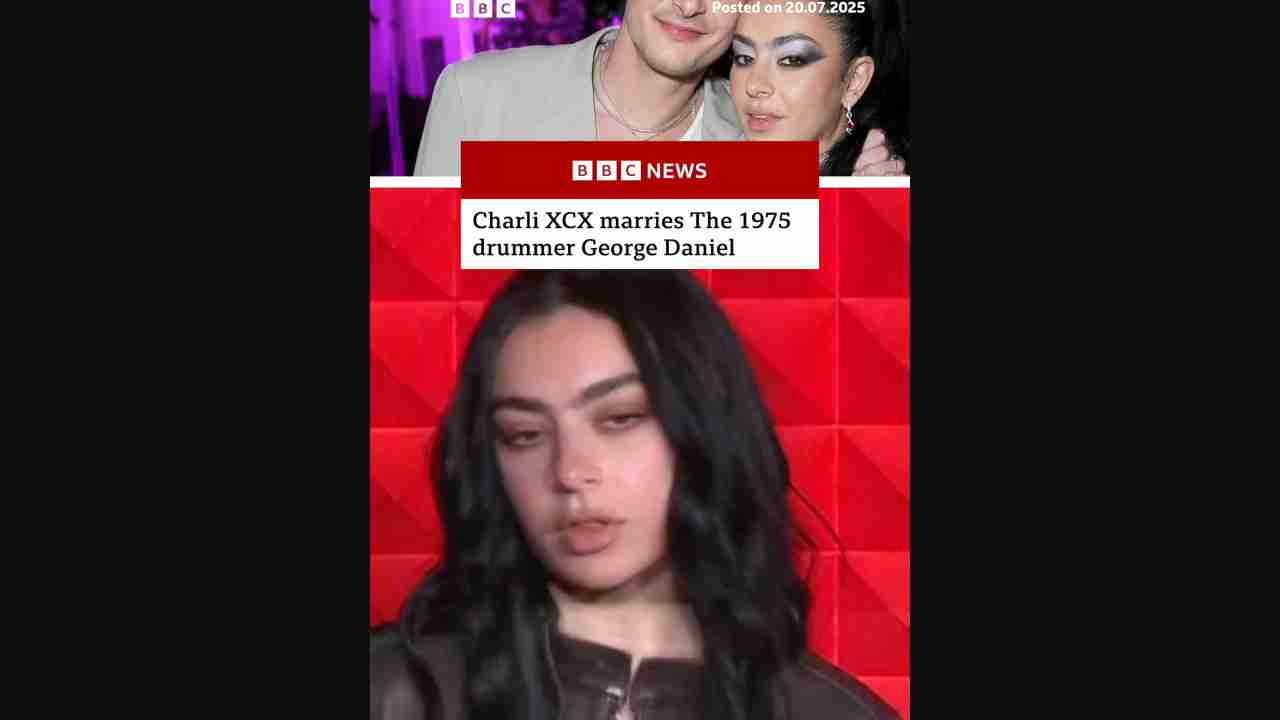 BBC
Posted on 20.07.2025
BBC NEWS
Charli XCX marries The 1975
drummer George Daniel